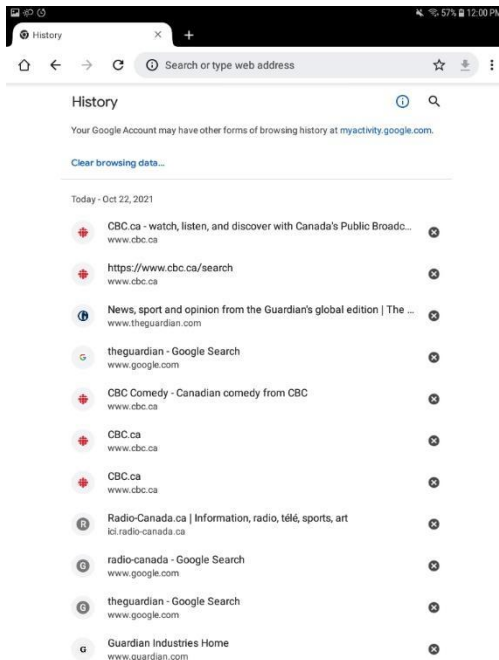 57% 12:00 PM
History
Search or type web address
History
Your Google Account may have other forms of browsing history at myactivity.google.com.
Clear browsing data...
Today - Oct 22, 2021
CBC.ca - watch, listen, and discover with Canada's Public Broadc...
www.cbc.ca
https://www.cbc.ca/search
www.cbc.ca
News, sport and opinion from the Guardian's global edition | The ...
www.theguardian.com
G theguardian - Google Search
www.google.com
CBC Comedy - Canadian comedy from CBC
www.cbc.ca
CBC.ca
www.cbc.ca
CBC.ca
www.cbc.ca
R Radio-Canada.ca | Information, radio, télé, sports, art
ici.radio-canada.ca
G radio-canada - Google Search
www.google.com
G theguardian - Google Search
www.google.com
G Guardian Industries Home
www.guardian.com